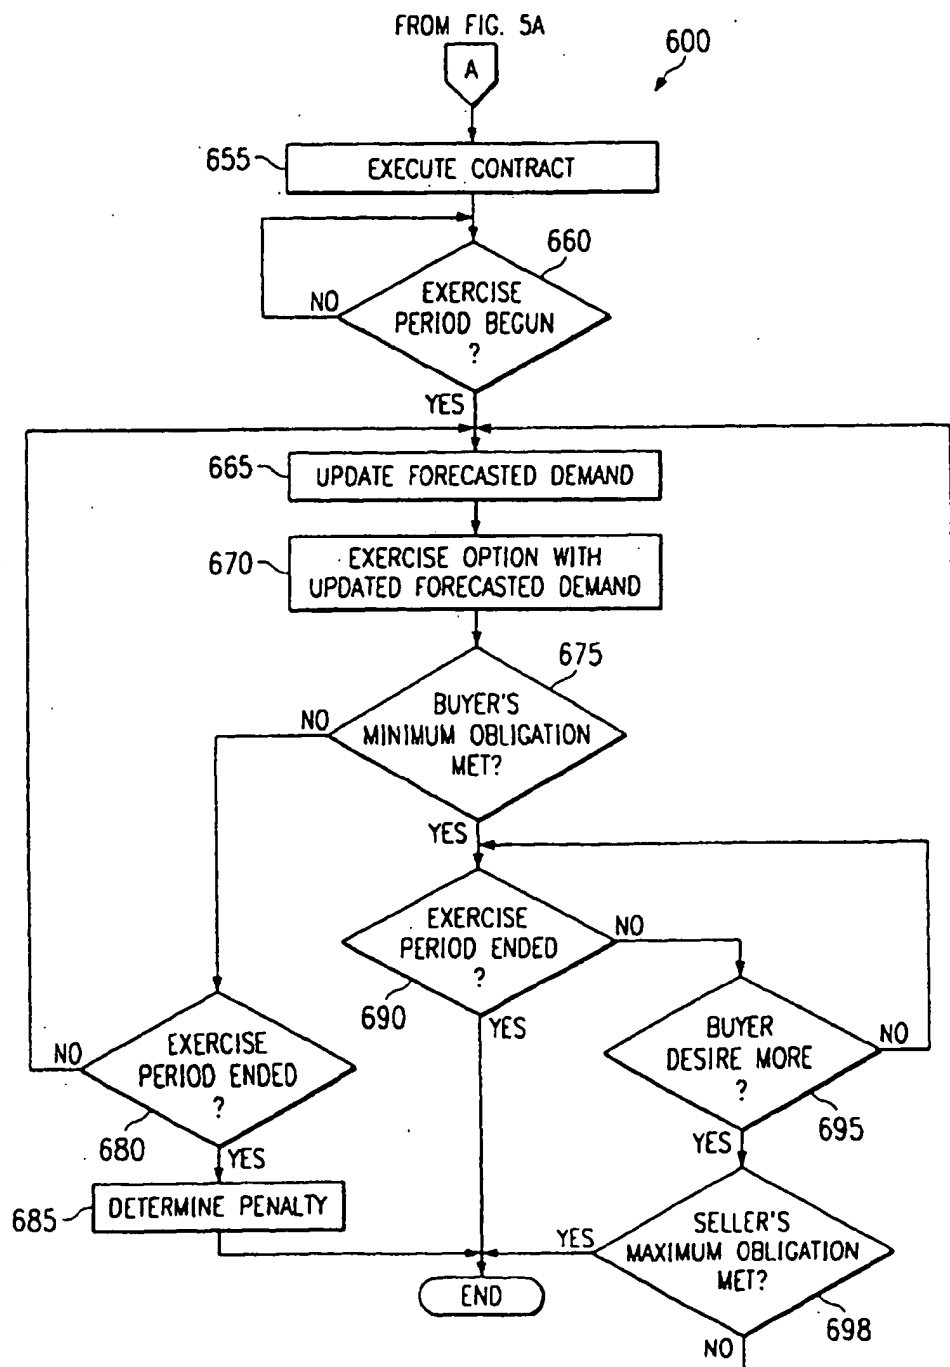 FROM FIG. 5A
A
600
655
EXECUTE CONTRACT
660
EXERCISE
PERIOD BEGUN
?
NO
YES
665
UPDATE FORECASTED DEMAND
670
EXERCISE OPTION WITH
UPDATED FORECASTED DEMAND
675
BUYER'S
MINIMUM OBLIGATION
MET?
NO
YES
EXERCISE
PERIOD ENDED
?
NO
690
YES
BUYER
DESIRE MORE
?
NO
695
YES
EXERCISE
PERIOD ENDED
?
NO
680
YES
685
DETERMINE PENALTY
SELLER'S
MAXIMUM OBLIGATION
MET?
YES
698
NO
END